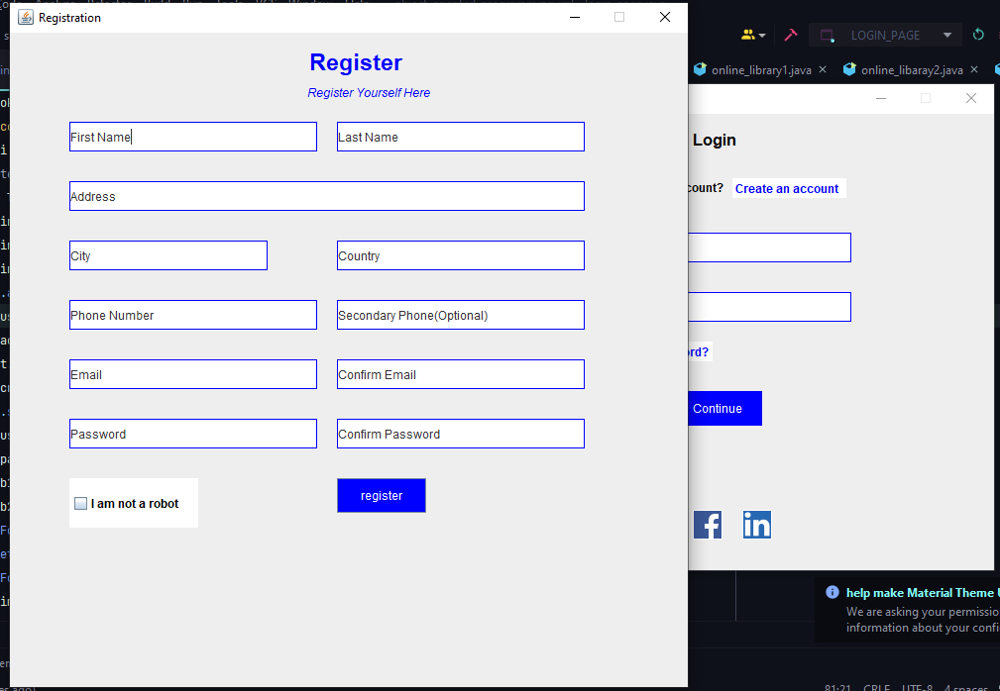 Registration
Register
Register Yourself Here
First Name
Last Name
Address
City
Country
Phone Number
Secondary Phone(Optional)
Email
Confirm Email
Password
Confirm Password
I am not a robot
register
LOGIN_PAGE
online_library1.java
online_libaray2.java
Login
count?
Create an account
ord?
Continue
f
in
help make Material Theme
We are asking your permissio
information about your confi
81:21 CRLF UTF-8 4 spaces